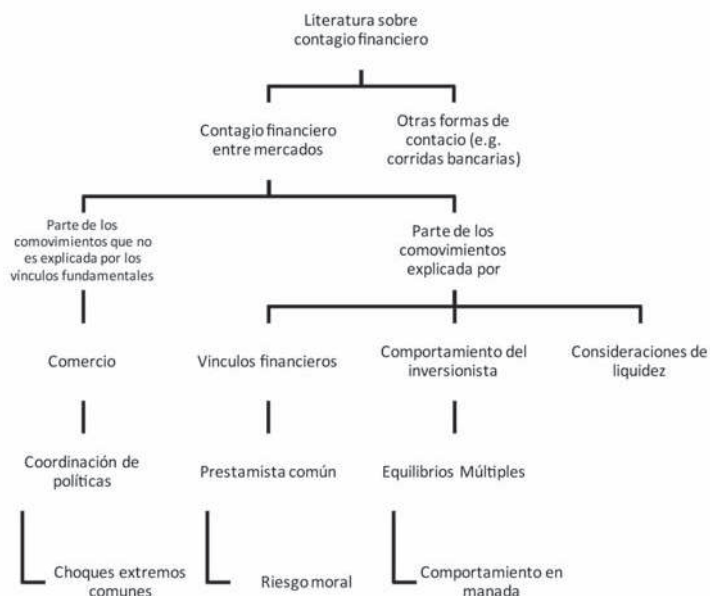 Literatura sobre
contagio financiero
Contagio financiero
entre mercados
Otras formas de
contacio (e.g.
corridas bancarias)
Parte de los
comovimientos que no
es explicada por los
vínculos fundamentales
Parte de los
comovimientos
explicada por
Comercio
Vinculos financieros
Comportamiento del
inversionista
Consideraciones de
liquidez
Coordinación de
políticas
Prestamista común
Equilibrios Múltiples
Choques extremos
comunes
Riesgo moral
Comportamiento en
manada